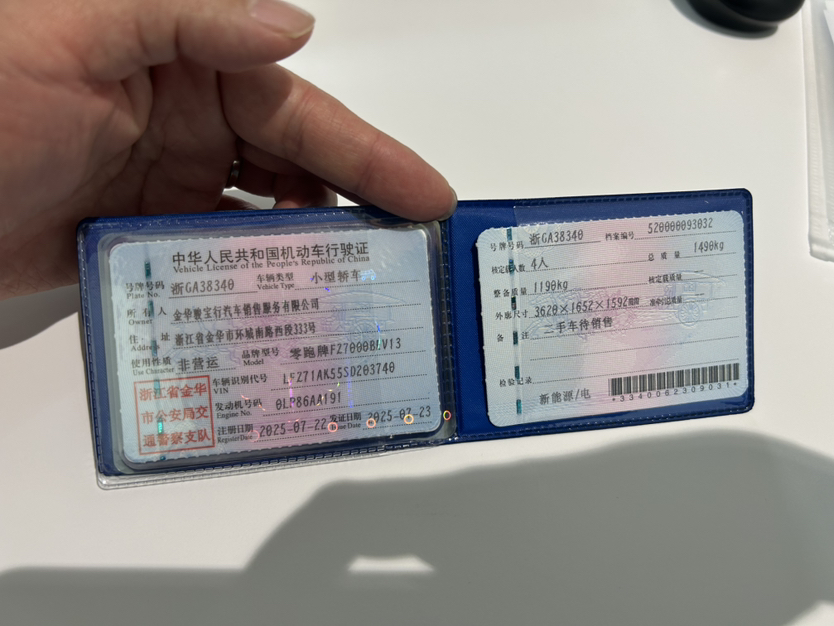 中华人民共和国机动车行驶证
Vehicle License of the People's Republic of China
号牌号码 浙GA38340 车辆类型 小型轿车
Plate No. Vehicle Type
所有人 金华骏宝行汽车销售服务有限公司
Owner
住 址 浙江省金华市环城南路西段333号
Address
使用性质 非营运 品牌型号 零跑牌FZ7000BEV13
Use Character Model
浙江省金华
市公安局交
通警察支队
车辆识别代号 LFZ71AK55SD203740
VIN
发动机号码 0LP86A4191
Engine No.
注册日期 2025-07-22 发证日期 2025-07-23
Register Date Issue Date
号牌号码 浙GA38340 档案编号 520000093032
核定载人数 4人 总质量 1490kg
整备质量 1190kg 核定载质量
外廓尺寸 3620×1652×1592mm 准牵引总质量
备 注 二手车待销售
检验记录
新能源/电
*3340062309031*